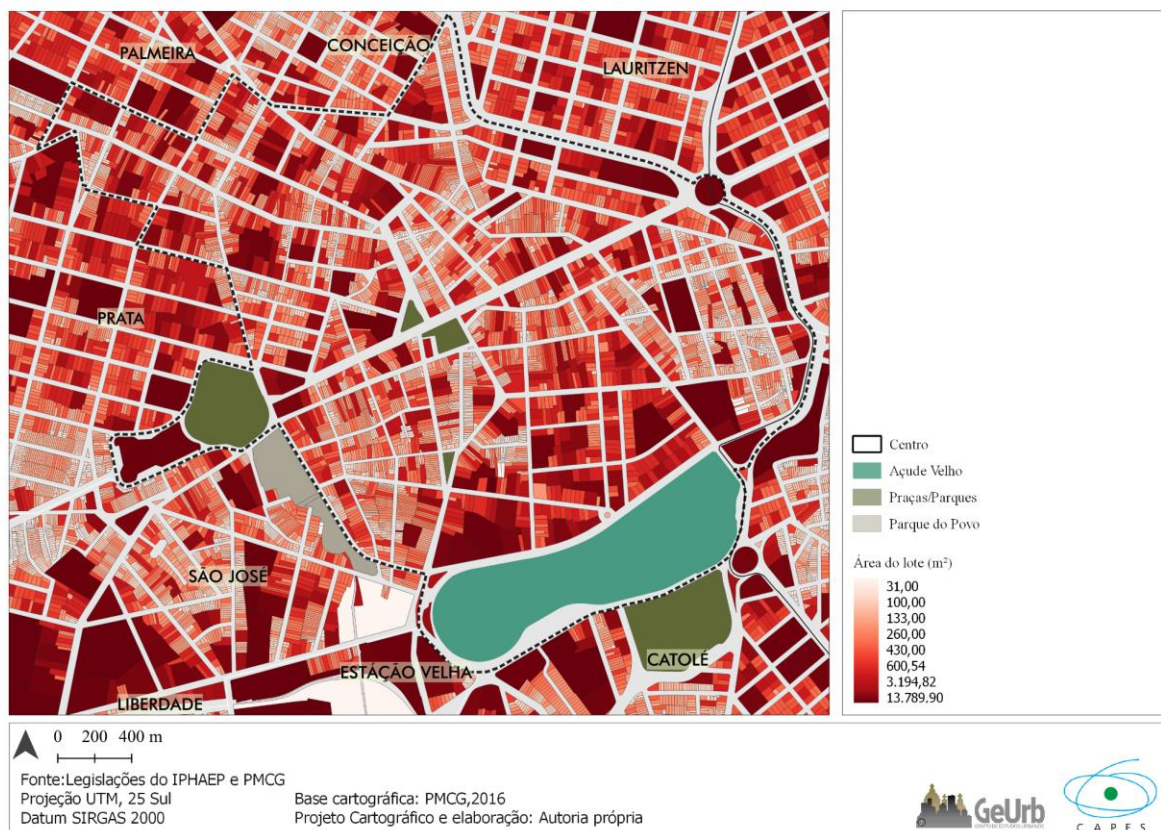 PALMEIRA
CONCEIÇÃO
LAURITZEN
PRATA
SÃO JOSÉ
ESTAÇÃO VELHA
CATOLÉ
LIBERDADE
Centro
Açude Velho
Praças/Parques
Parque do Povo
Área do lote (m²)
31,00
100,00
133,00
260,00
430,00
600,54
3.194,82
13.789,90
0 200 400 m
Fonte:Legislações do IPHAEP e PMCG
Projeção UTM, 25 Sul
Datum SIRGAS 2000
Base cartográfica: PMCG,2016
Projeto Cartográfico e elaboração: Autoria própria
GeUrb
CAPES